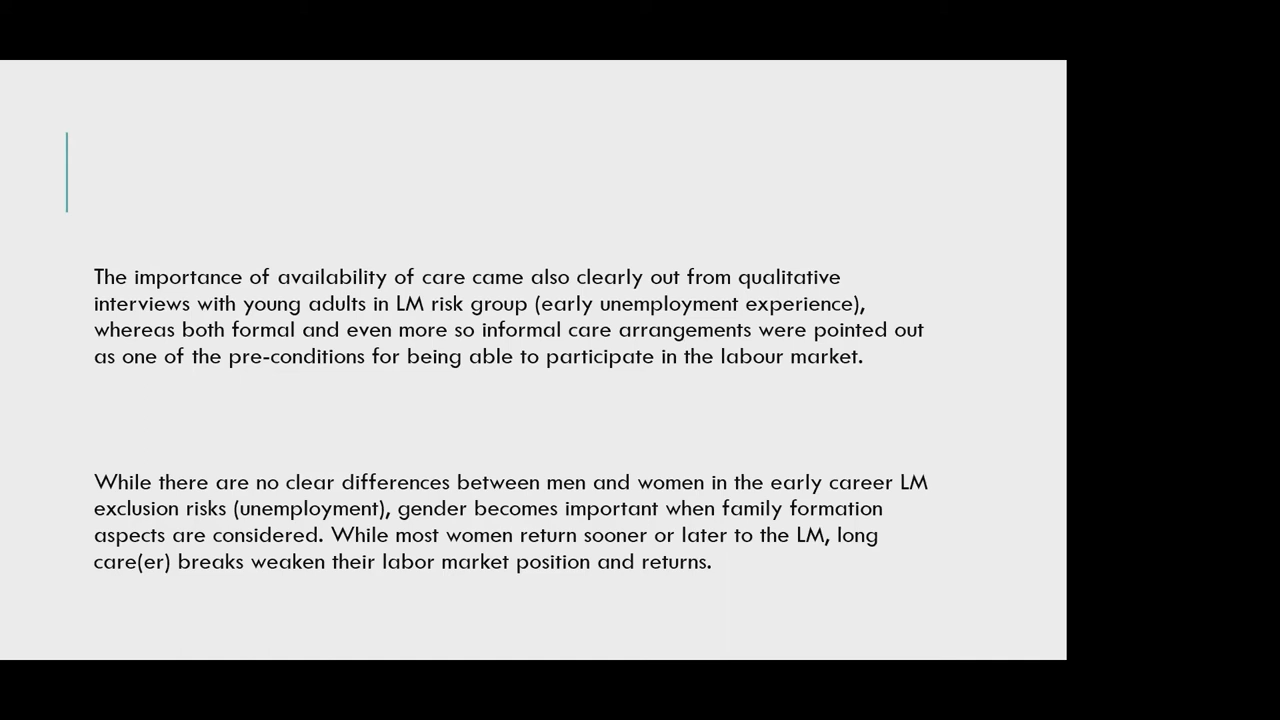 The importance of availability of care came also clearly out from qualitative
interviews with young adults in LM risk group (early unemployment experience),
whereas both formal and even more so informal care arrangements were pointed out
as one of the pre-conditions for being able to participate in the labour market.
While there are no clear differences between men and women in the early career LM
exclusion risks (unemployment), gender becomes important when family formation
aspects are considered. While most women return sooner or later to the LM, long
care(er) breaks weaken their labor market position and returns.